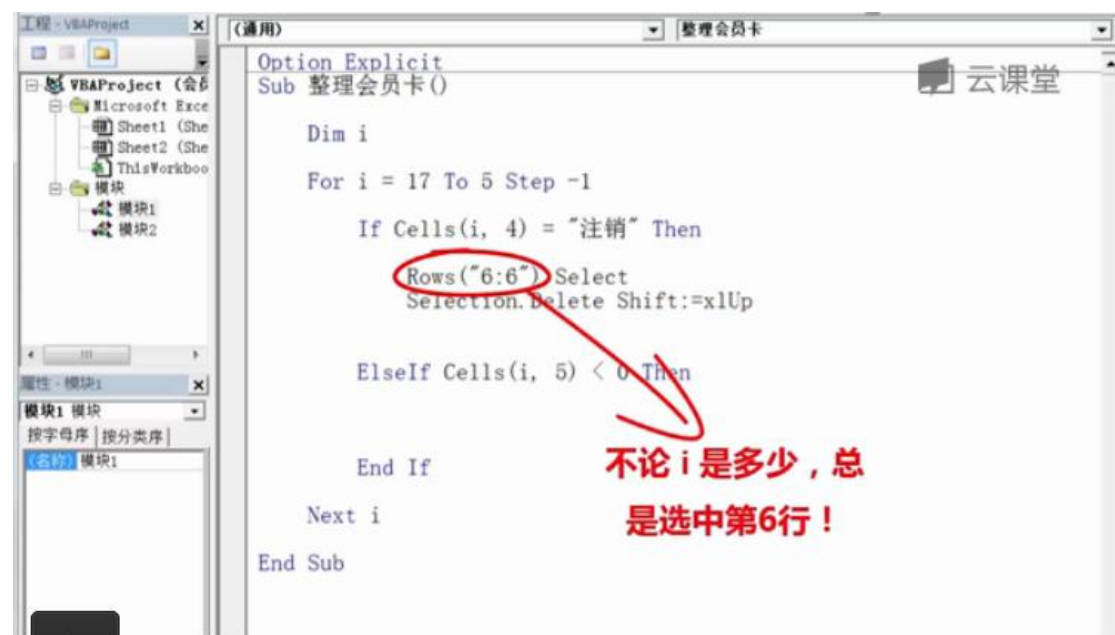 工程 - VBAProject
VBAProject (会员
Microsoft Exce
Sheet1 (She
Sheet2 (She
ThisWorkboo
模块
模块1
模块2
属性 - 模块1
模块1 模块
按字母序 按分类序
(名称) 模块1
(通用) 整理会员卡
云课堂
Option Explicit
Sub 整理会员卡()
Dim i
For i = 17 To 5 Step -1
If Cells(i, 4) = "注销" Then
Rows("6:6").Select
Selection.Delete Shift:=xlUp
ElseIf Cells(i, 5) < 0 Then
End If
Next i
End Sub
不论 i 是多少，总
是选中第6行！